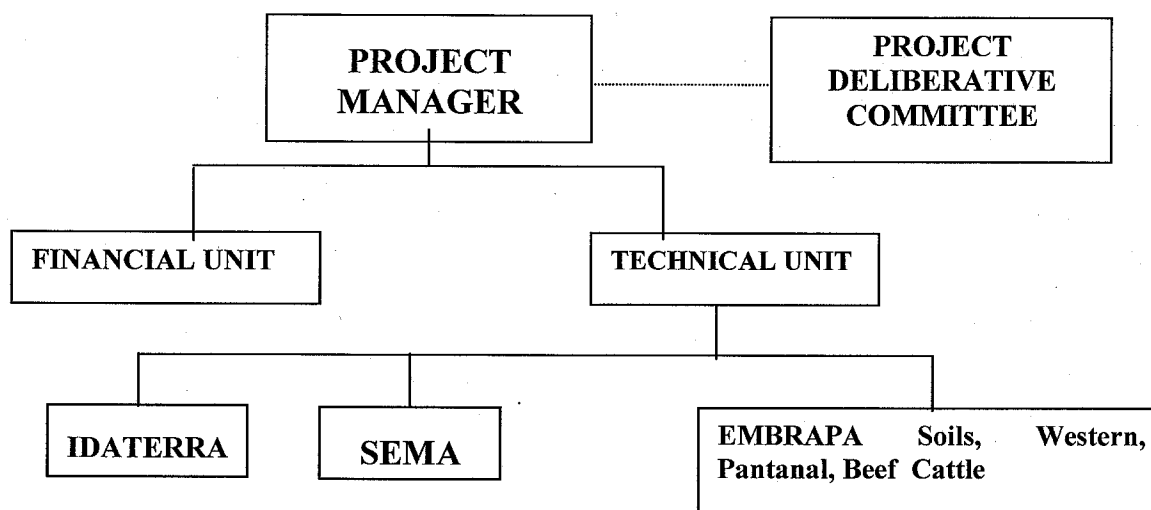 PROJECT
MANAGER
PROJECT
DELIBERATIVE
COMMITTEE
FINANCIAL UNIT
TECHNICAL UNIT
IDATERRA
SEMA
EMBRAPA Soils, Western,
Pantanal, Beef Cattle